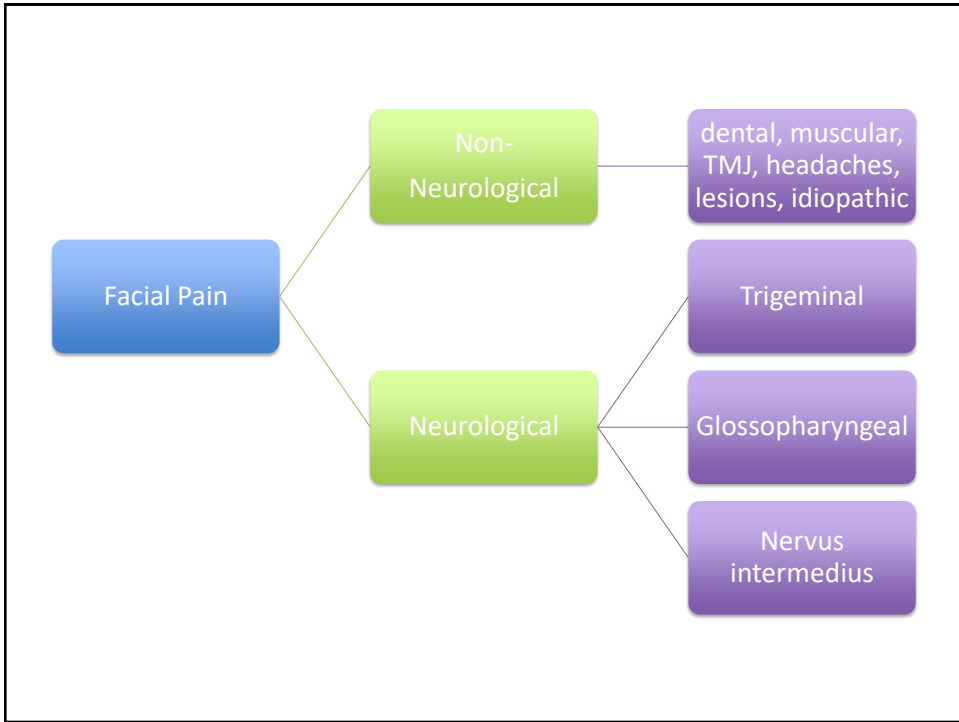 Facial Pain
Non-
Neurological
dental, muscular,
TMJ, headaches,
lesions, idiopathic
Neurological
Trigeminal
Glossopharyngeal
Nervus
intermedius